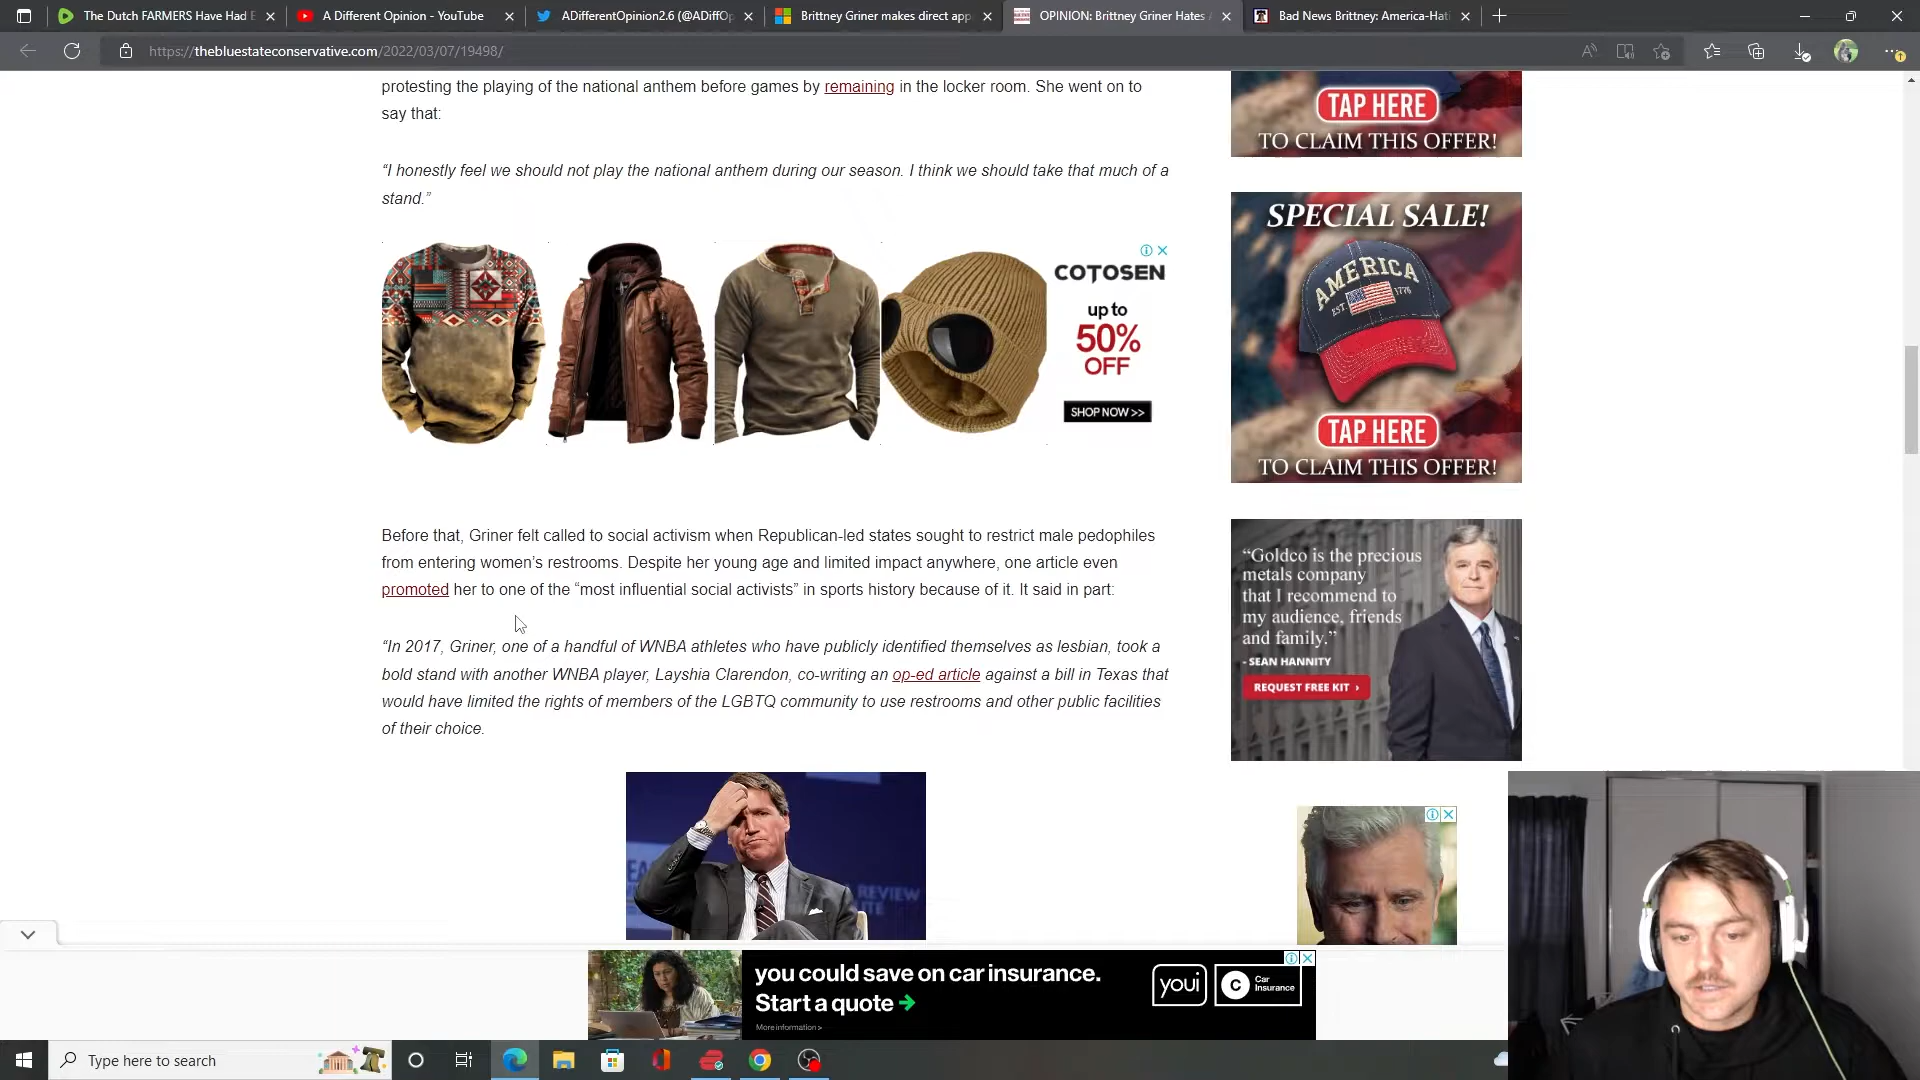 The Dutch FARMERS Have Had E
A Different Opinion - YouTube
ADifferentOpinion2.6 (@ADiffOp
Brittney Griner makes direct app
OPINION: Brittney Griner Hates A
Bad News Brittney: America-Hati
https://thebluestateconservative.com/2022/03/07/19498/
protesting the playing of the national anthem before games by remaining in the locker room. She went on to
say that:
“I honestly feel we should not play the national anthem during our season. I think we should take that much of a
stand.”
COTOSEN
up to
50%
OFF
SHOP NOW >>
Before that, Griner felt called to social activism when Republican-led states sought to restrict male pedophiles
from entering women’s restrooms. Despite her young age and limited impact anywhere, one article even
promoted her to one of the “most influential social activists” in sports history because of it. It said in part:
“In 2017, Griner, one of a handful of WNBA athletes who have publicly identified themselves as lesbian, took a
bold stand with another WNBA player, Layshia Clarendon, co-writing an op-ed article against a bill in Texas that
would have limited the rights of members of the LGBTQ community to use restrooms and other public facilities
of their choice.
TAP HERE
TO CLAIM THIS OFFER!
SPECIAL SALE!
AMERICA
EST. 1776
TAP HERE
TO CLAIM THIS OFFER!
“Goldco is the precious
metals company
that I recommend to
my audience, friends
and family.”
- SEAN HANNITY
REQUEST FREE KIT ›
REVIEW
you could save on car insurance.
Start a quote →
More information >
youi
C Car
Insurance
Type here to search